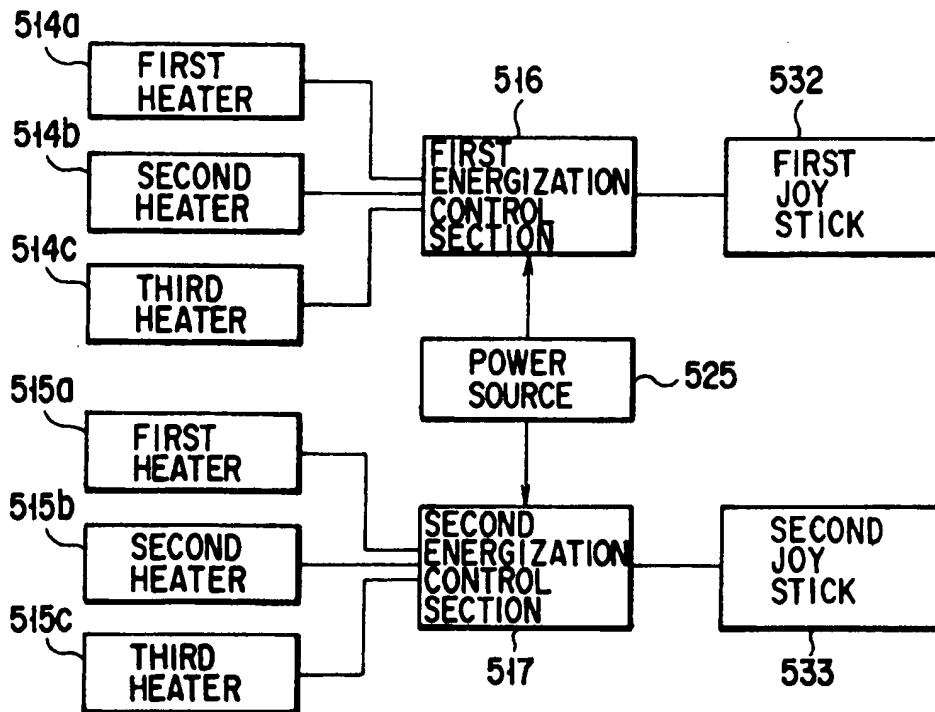 514a
FIRST
HEATER
514b
SECOND
HEATER
514c
THIRD
HEATER
516
FIRST
ENERGIZATION
CONTROL
SECTION
532
FIRST
JOY
STICK
POWER
SOURCE
525
515a
FIRST
HEATER
515b
SECOND
HEATER
515c
THIRD
HEATER
SECOND
ENERGIZATION
CONTROL
SECTION
517
SECOND
JOY
STICK
533